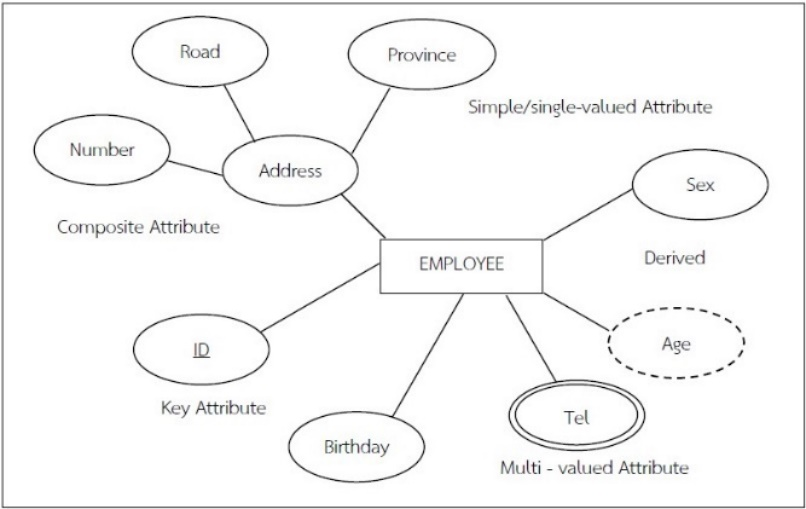 Road
Province
Simple/single-valued Attribute
Number
Address
Sex
Composite Attribute
EMPLOYEE
Derived
ID
Age
Key Attribute
Tel
Birthday
Multi - valued Attribute